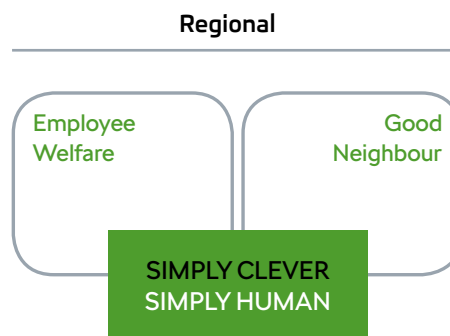 Regional
Employee
Welfare
Good
Neighbour
SIMPLY CLEVER
SIMPLY HUMAN